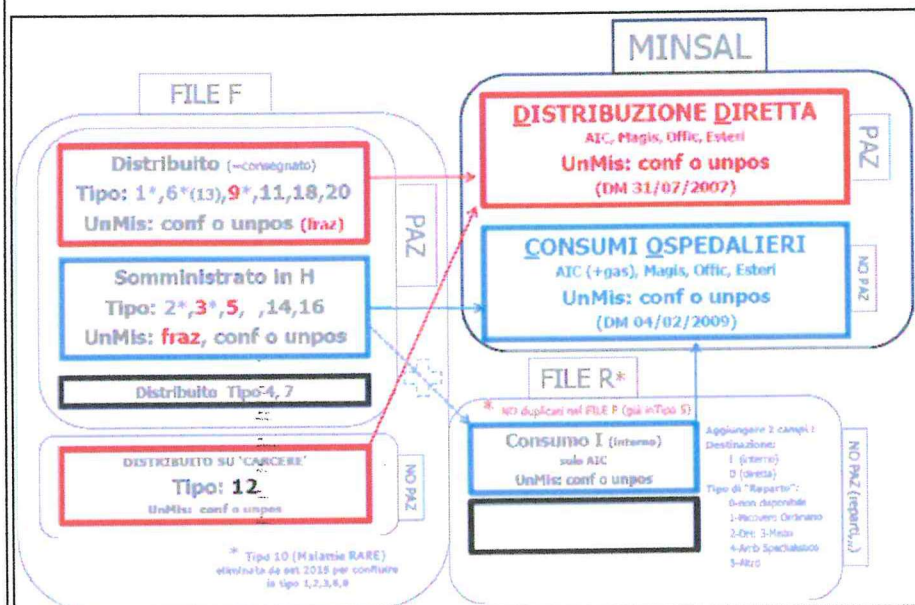 FILE F
Distribuito (=consegnato)
Tipo: 1*,6*(13),9*,11,18,20
UnMis: conf o unpos (fraz)
PAZ
Somministrato in H
Tipo: 2*,3*,5, ,14,16
UnMis: fraz, conf o unpos
Distribuito Tipo 4, 7
DISTRIBUITO SU 'CARCERE'
Tipo: 12
UnMis: conf o unpos
NO PAZ
* Tipo 10 (Malattie RARE)
eliminata da set 2015 per confluire
in tipo 1,2,3,6,9
MINSAL
DISTRIBUZIONE DIRETTA
AIC, Magis, Offic, Esteri
UnMis: conf o unpos
(DM 31/07/2007)
PAZ
CONSUMI OSPEDALIERI
AIC (+gas), Magis, Offic, Esteri
UnMis: conf o unpos
(DM 04/02/2009)
NO PAZ
FILE R*
* NO duplicati nel FILE F (già in Tipo 5)
Consumo I (interno)
solo AIC
UnMis: conf o unpos
Aggiungere 2 campi :
Destinazione:
I (interno)
D (diretta)
Tipo di "Reparto":
0-non disponibile
1-Ricovero Ordinario
2-DH: 3-Misto
4-Amb Specialistico
5-Altro
NO PAZ (reparti,,,)